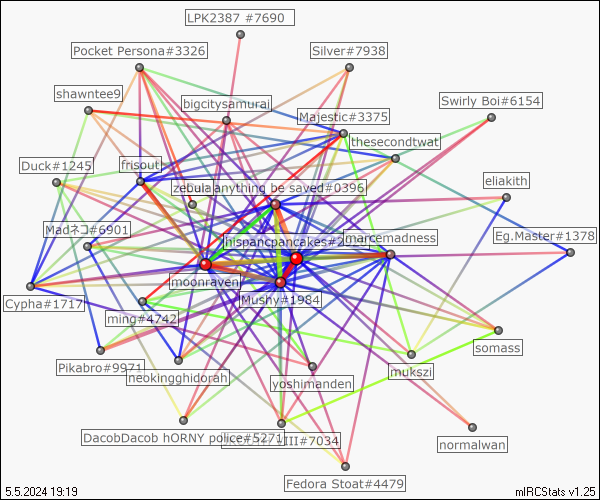 LPK2387 #7690
Pocket Persona#3326
Silver#7938
shawntee9
bigcitysamurai
Majestic#3375
Swirly Boi#6154
thesecondtwat
Duck#1245
frisout
zebula
anything be saved#0396
eliakith
Madネコ#6901
hispancpancakes#2
marcemadness
Eg.Master#1378
moonraven
Cypha#1717
Mushy#1984
ming#4742
somass
Pikabro#9971
neokingghidorah
yoshimanden
mukszi
DacobDacob hORNY police#5271
III#7034
normalwan
Fedora Stoat#4479
5.5.2024 19:19
mIRCStats v1.25